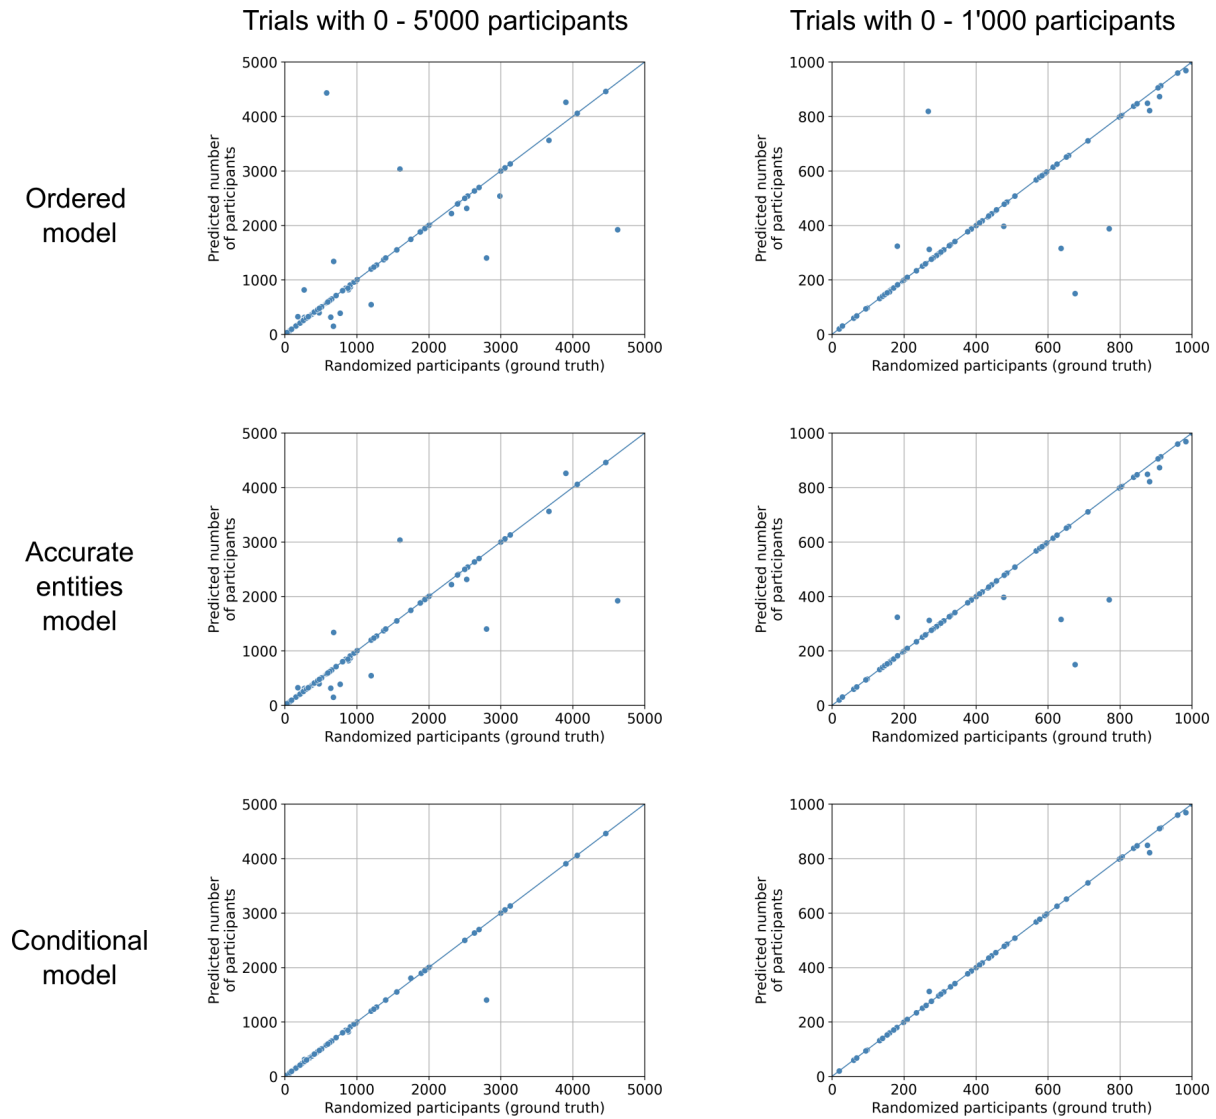 Trials with 0 - 5'000 participants
Trials with 0 - 1'000 participants
Ordered
model
Predicted number
of participants
5000
4000
3000
2000
1000
0
0 1000 2000 3000 4000 5000
Randomized participants (ground truth)
Predicted number
of participants
1000
800
600
400
200
0
0 200 400 600 800 1000
Randomized participants (ground truth)
Accurate
entities
model
Predicted number
of participants
5000
4000
3000
2000
1000
0
0 1000 2000 3000 4000 5000
Randomized participants (ground truth)
Predicted number
of participants
1000
800
600
400
200
0
0 200 400 600 800 1000
Randomized participants (ground truth)
Conditional
model
Predicted number
of participants
5000
4000
3000
2000
1000
0
0 1000 2000 3000 4000 5000
Randomized participants (ground truth)
Predicted number
of participants
1000
800
600
400
200
0
0 200 400 600 800 1000
Randomized participants (ground truth)